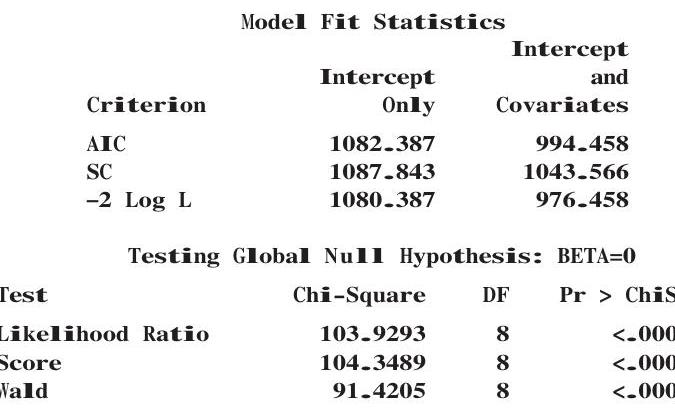 Model Fit Statistics
Intercept
Intercept and
Criterion Only Covariates
AIC 1082.387 994.458
SC 1087.843 1043.566
-2 Log L 1080.387 976.458
Testing Global Null Hypothesis: BETA=0
Test Chi-Square DF Pr > ChiS
Likelihood Ratio 103.9293 8 <.000
Score 104.3489 8 <.000
Wald 91.4205 8 <.000